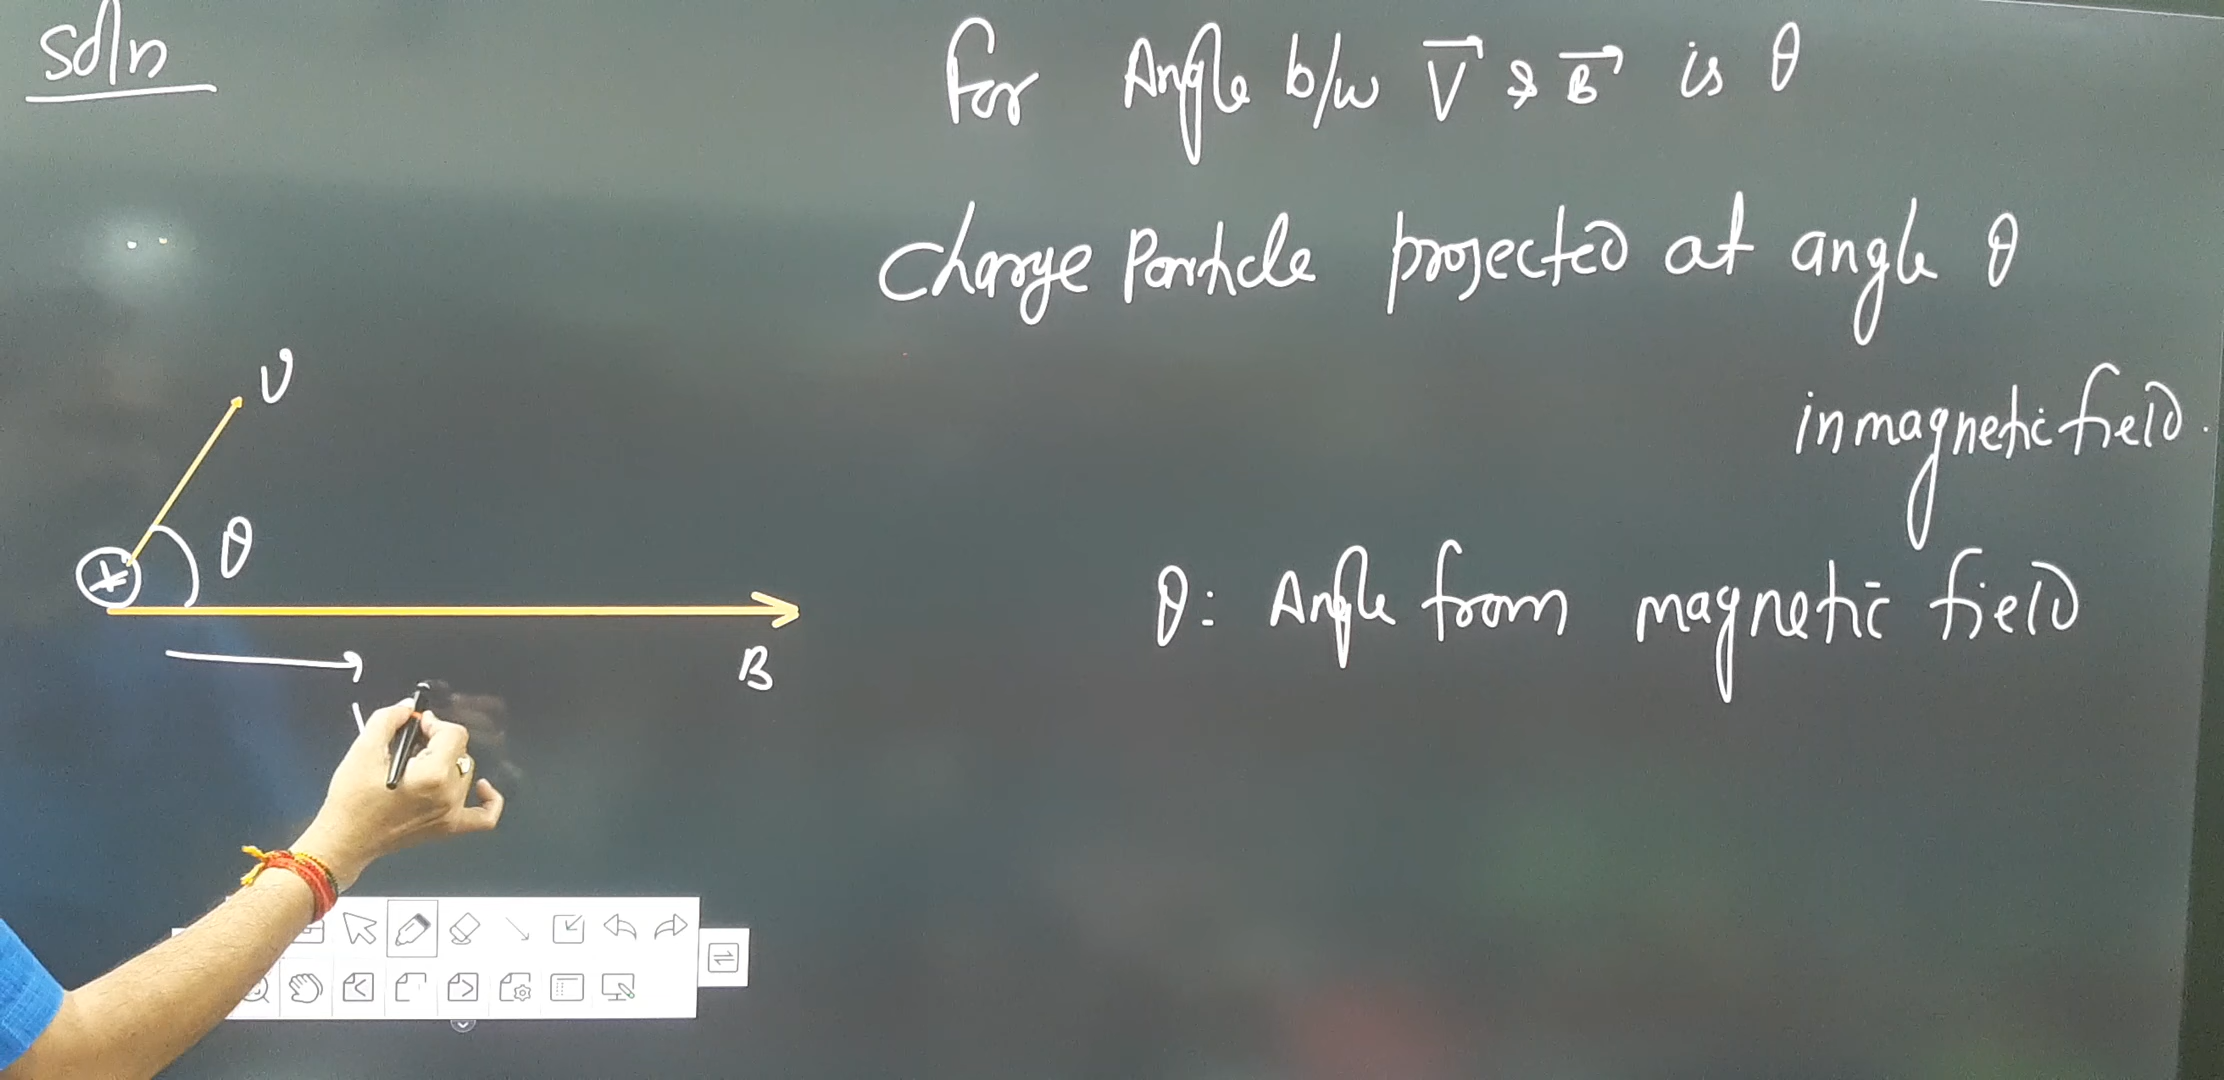 Soln
For Angle b/w V & B is θ
Charge Particle projected at angle θ
in magnetic field.
v
θ
+
B
θ: Angle from magnetic field